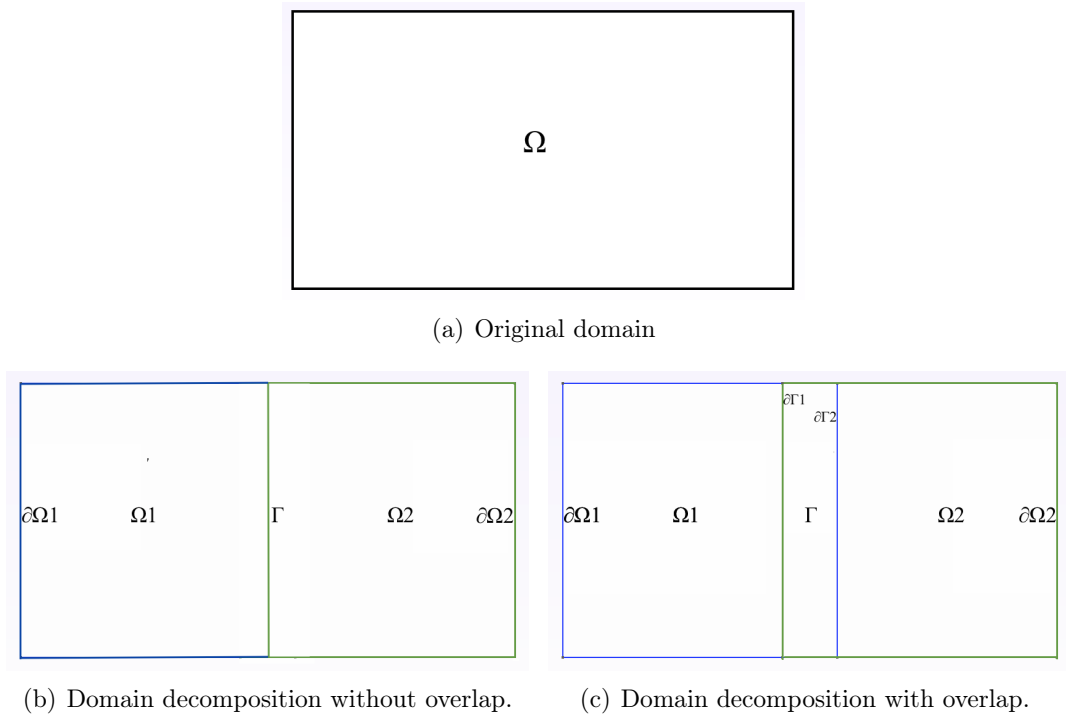 Ω
(a) Original domain
∂Ω1 Ω1 Γ Ω2 ∂Ω2
∂Γ1
∂Γ2
∂Ω1 Ω1 Γ Ω2 ∂Ω2
(b) Domain decomposition without overlap.
(c) Domain decomposition with overlap.